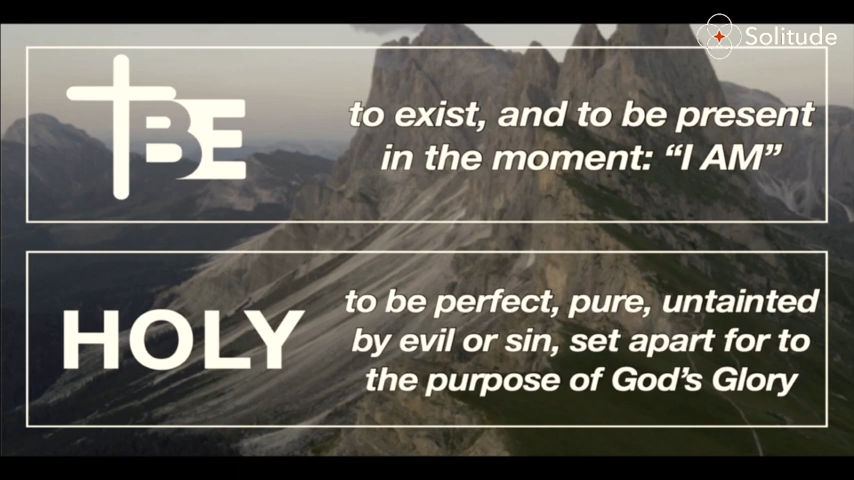 Solitude
BE
to exist, and to be present
in the moment: “I AM”
HOLY
to be perfect, pure, untainted
by evil or sin, set apart for to
the purpose of God’s Glory